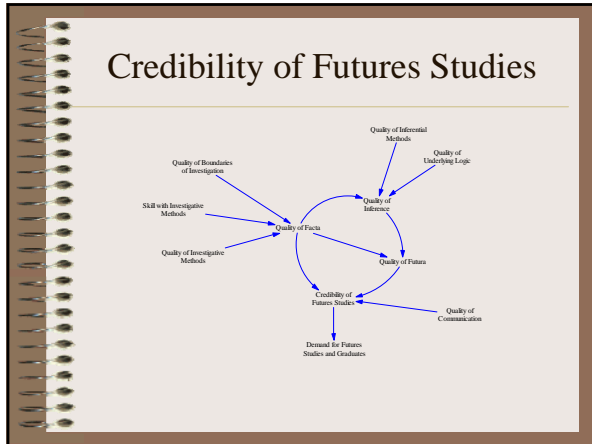 Credibility of Futures Studies
Quality of Inferential
Methods
Quality of
Underlying Logic
Quality of Boundaries
of Investigation
Quality of
Inference
Skill with Investigative
Methods
Quality of Facta
Quality of Investigative
Methods
Quality of Futura
Credibility of
Futures Studies
Quality of
Communication
Demand for Futures
Studies and Graduates